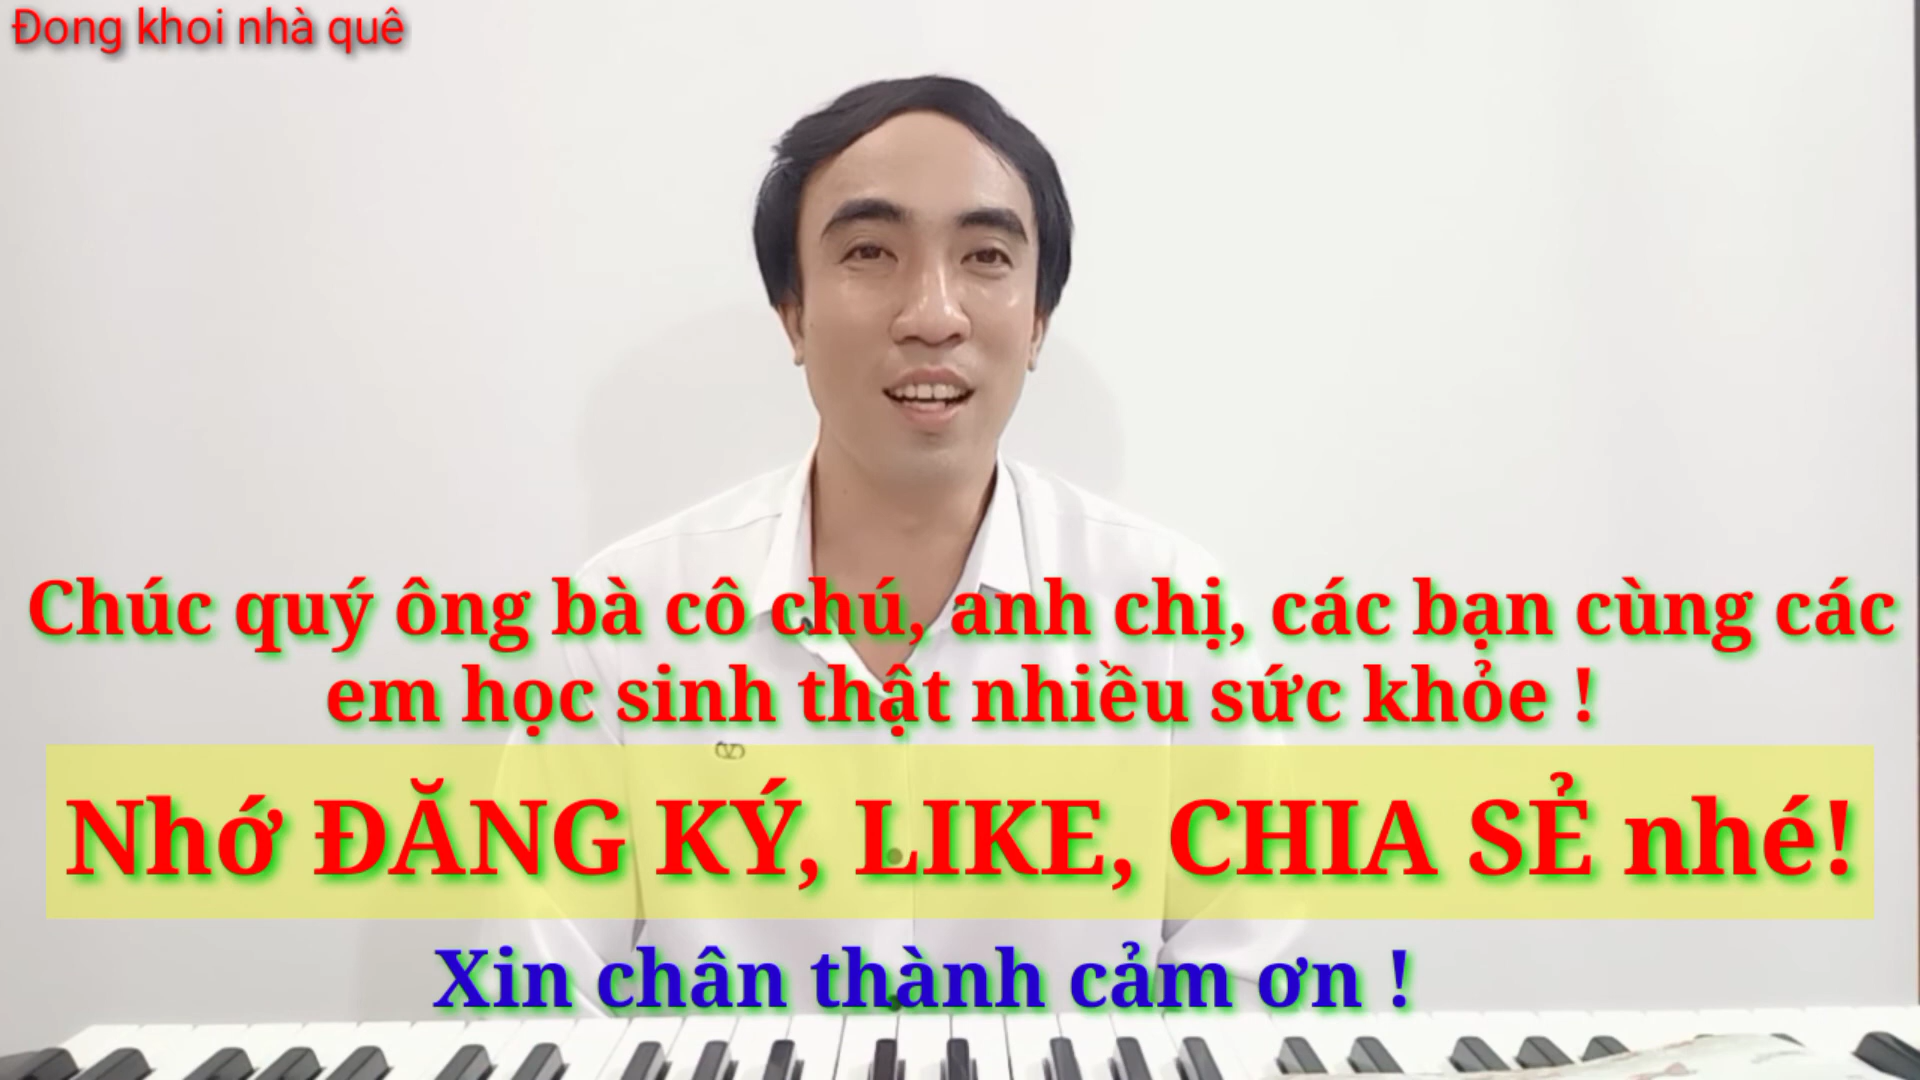 Đong khoi nhà quê
Chúc quý ông bà cô chú, anh chị, các bạn cùng các
em học sinh thật nhiều sức khỏe !
Nhớ ĐĂNG KÝ, LIKE, CHIA SẺ nhé!
Xin chân thành cảm ơn !